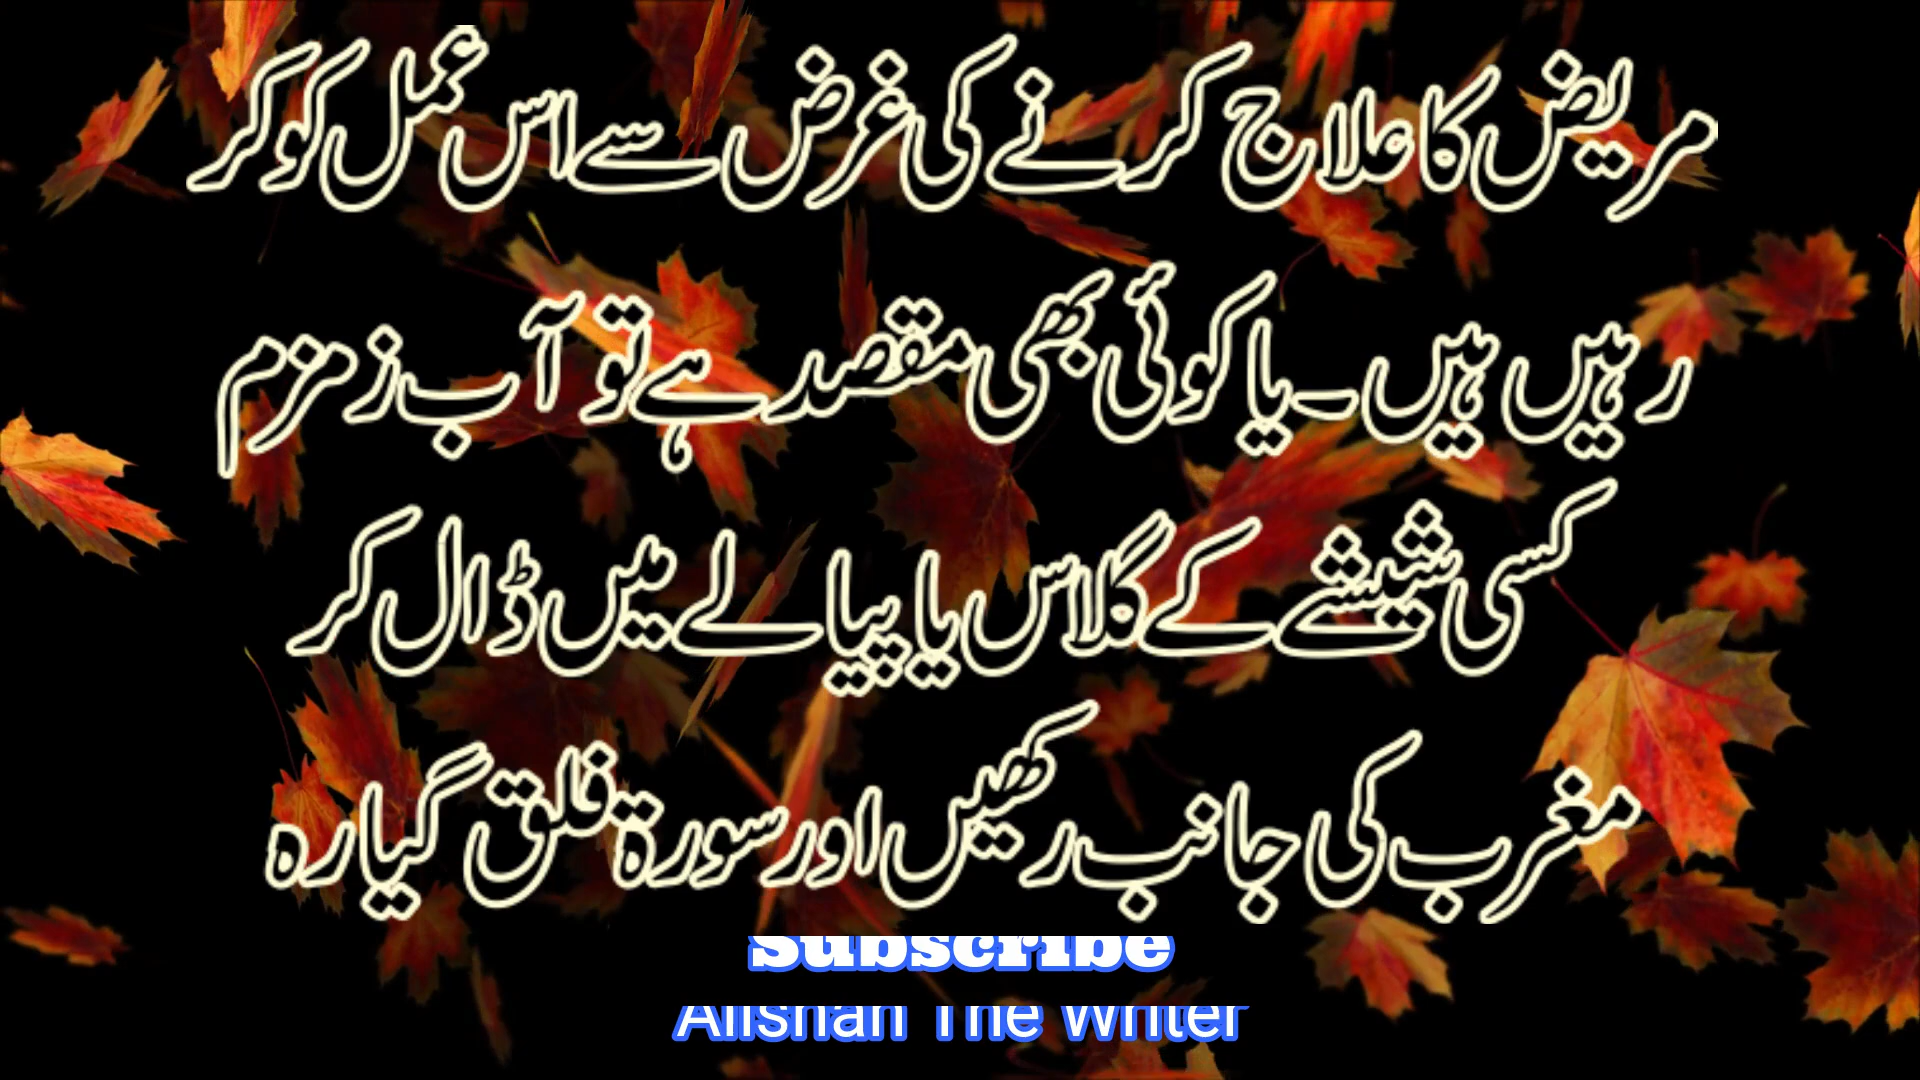 مریض کا علاج کرنے کی غرض سے اس عمل کو کر
رہیں ہیں۔ یا کوئی بھی مقصد ہے تو آب زمزم
کسی شیشے کے گلاس یا پیالے میں ڈال کر
مغرب کی جانب رکھیں اور سورۃ فلق گیارہ
Subscribe
Alishan The Writer